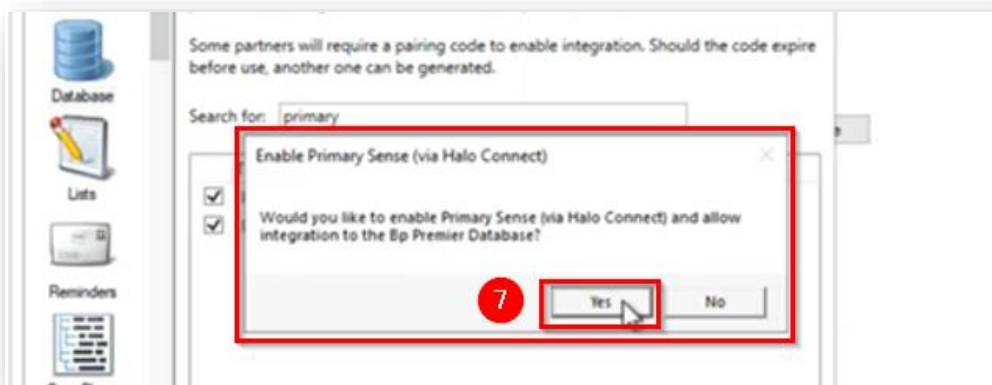 Some partners will require a pairing code to enable integration. Should the code expire
before use, another one can be generated.
Database
Search for: primary
Enable Primary Sense (via Halo Connect)
Lists
Would you like to enable Primary Sense (via Halo Connect) and allow
integration to the Bp Premier Database?
Reminders
7
Yes
No